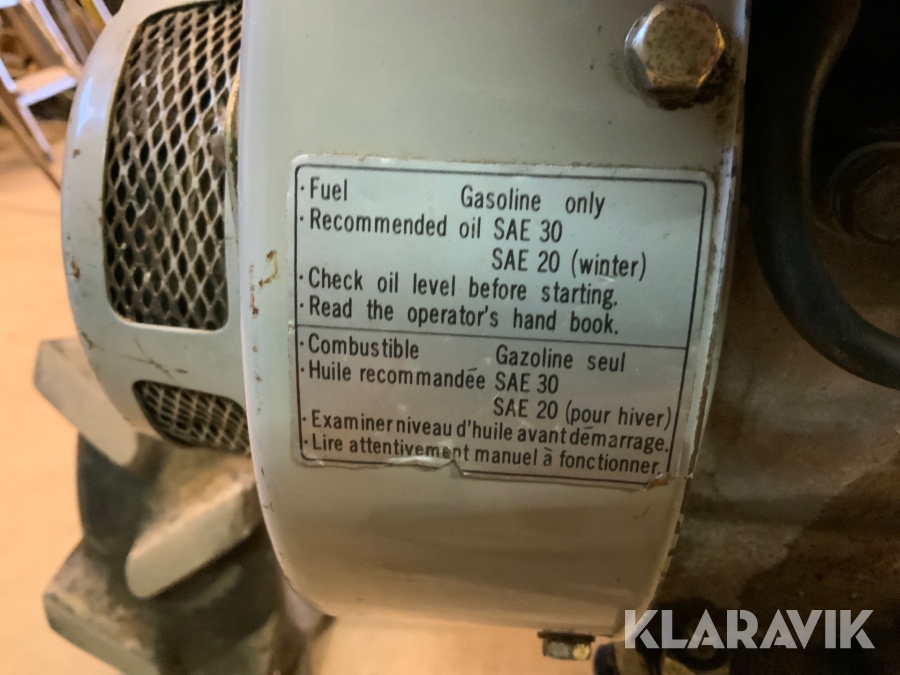 · Fuel Gasoline only
· Recommended oil SAE 30
SAE 20 (winter)
· Check oil level before starting.
· Read the operator's hand book.
· Combustible Gazoline seul
· Huile recommandée SAE 30
SAE 20 (pour hiver)
· Examiner niveau d'huile avant démarrage.
· Lire attentivement manuel à fonctionner.
KLARAVIK